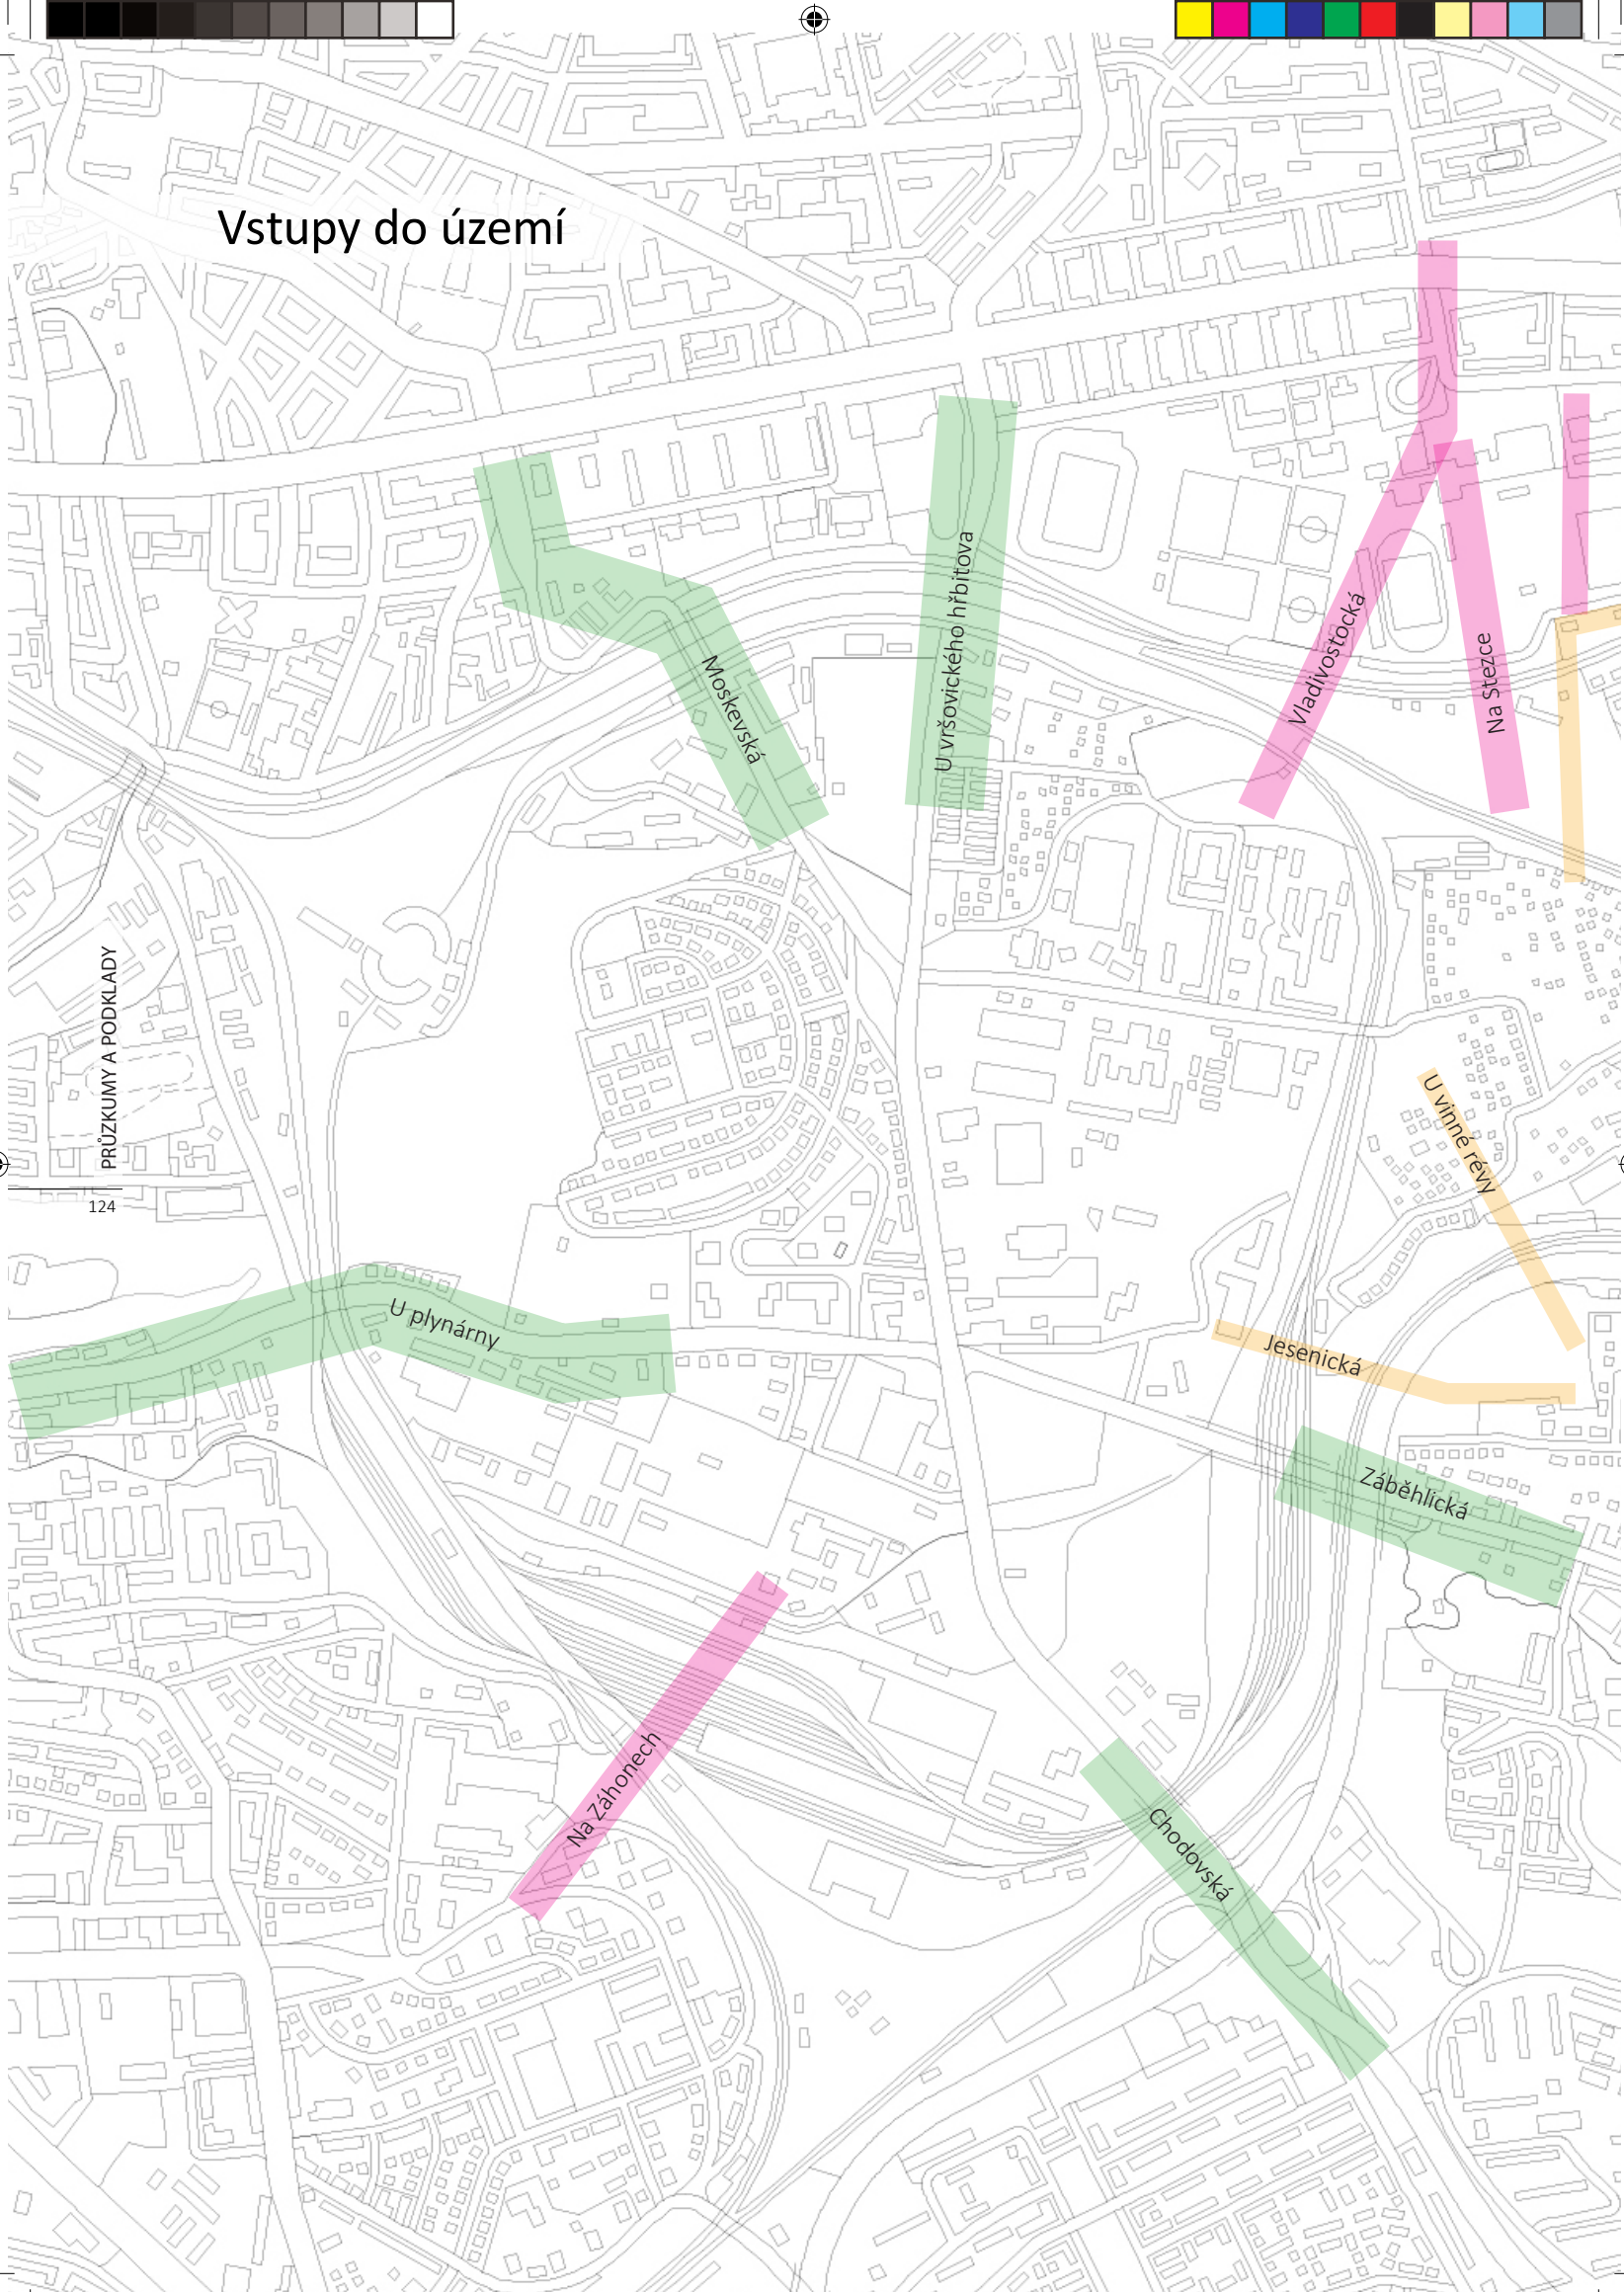 Vstupy do území
Moskevská
U vršovického hřbitova
Vladivostocká
Na Stezce
PRŮZKUMY A PODKLADY
124
U vinné révy
U plynárny
Jesenická
Záběhlická
Na Záhonech
Chodovská